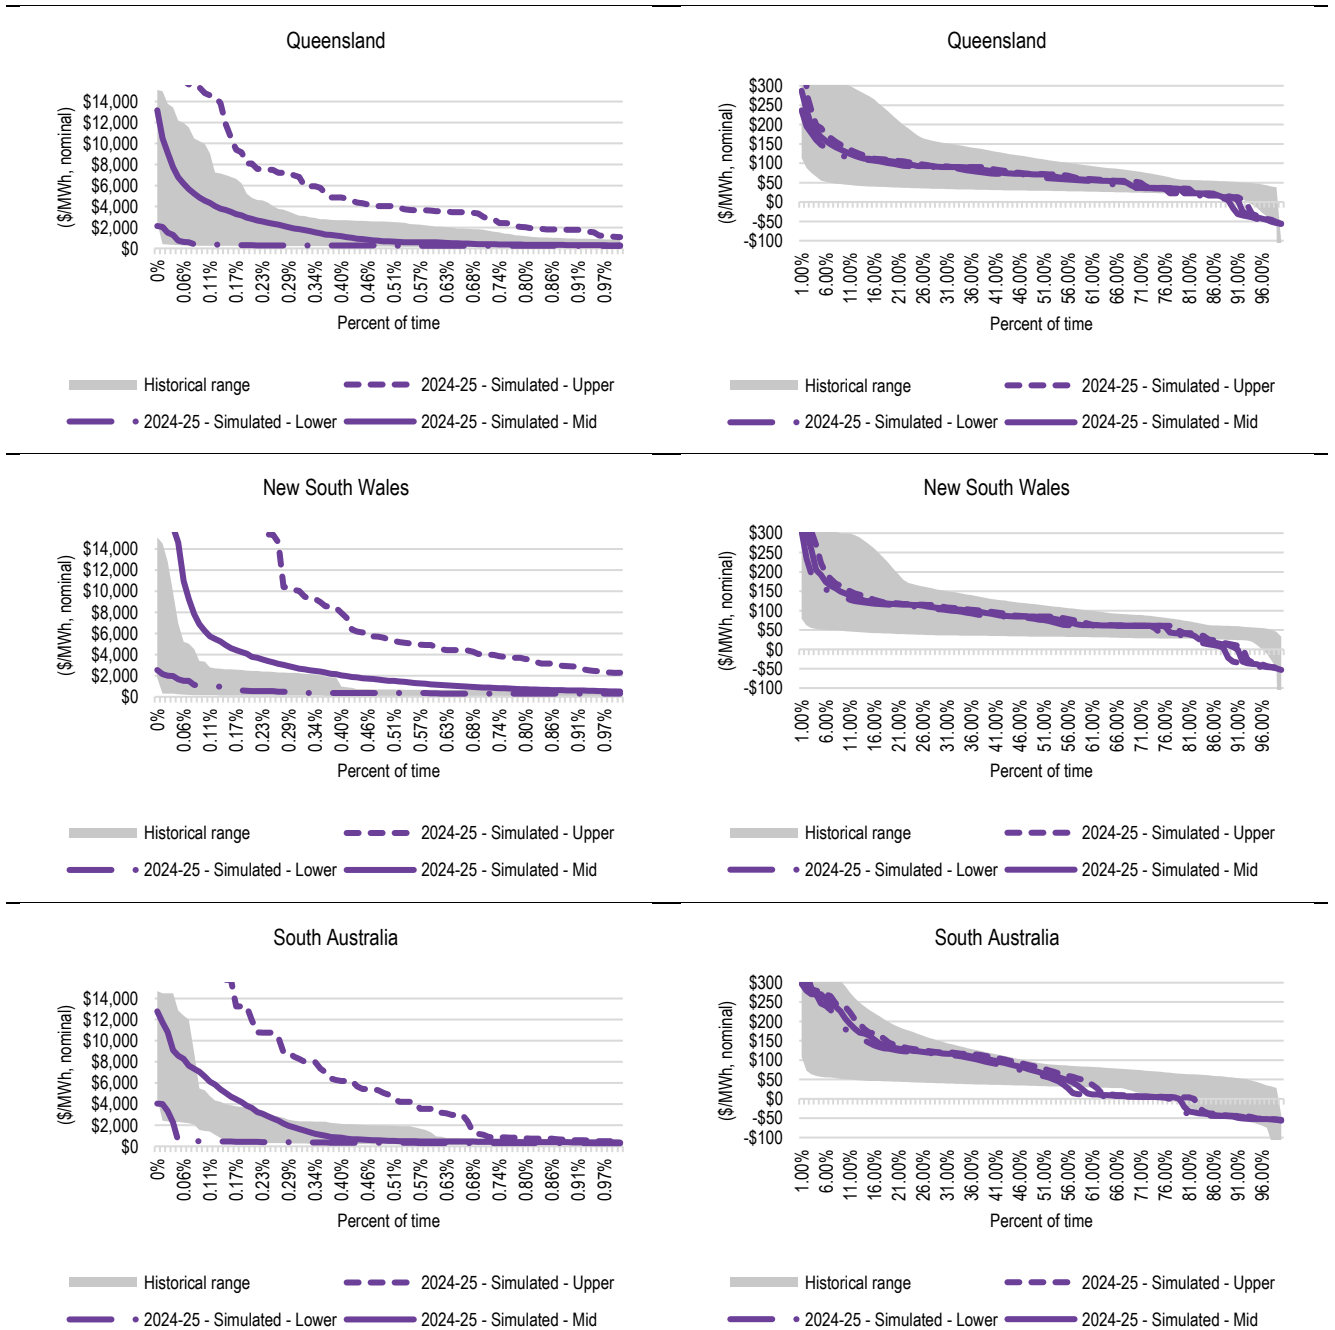 Queensland
($/MWh, nominal)
$14,000
$12,000
$10,000
$8,000
$6,000
$4,000
$2,000
$0
0% 0.06% 0.11% 0.17% 0.23% 0.29% 0.34% 0.40% 0.46% 0.51% 0.57% 0.63% 0.68% 0.74% 0.80% 0.86% 0.91% 0.97%
Percent of time
Historical range 2024-25 - Simulated - Upper
2024-25 - Simulated - Lower 2024-25 - Simulated - Mid
Queensland
($/MWh, nominal)
$300
$250
$200
$150
$100
$50
$0
-$50
-$100
1.00% 6.00% 11.00% 16.00% 21.00% 26.00% 31.00% 36.00% 41.00% 46.00% 51.00% 56.00% 61.00% 66.00% 71.00% 76.00% 81.00% 86.00% 91.00% 96.00%
Percent of time
Historical range 2024-25 - Simulated - Upper
2024-25 - Simulated - Lower 2024-25 - Simulated - Mid
New South Wales
($/MWh, nominal)
$14,000
$12,000
$10,000
$8,000
$6,000
$4,000
$2,000
$0
0% 0.06% 0.11% 0.17% 0.23% 0.29% 0.34% 0.40% 0.46% 0.51% 0.57% 0.63% 0.68% 0.74% 0.80% 0.86% 0.91% 0.97%
Percent of time
Historical range 2024-25 - Simulated - Upper
2024-25 - Simulated - Lower 2024-25 - Simulated - Mid
New South Wales
($/MWh, nominal)
$300
$250
$200
$150
$100
$50
$0
-$50
-$100
1.00% 6.00% 11.00% 16.00% 21.00% 26.00% 31.00% 36.00% 41.00% 46.00% 51.00% 56.00% 61.00% 66.00% 71.00% 76.00% 81.00% 86.00% 91.00% 96.00%
Percent of time
Historical range 2024-25 - Simulated - Upper
2024-25 - Simulated - Lower 2024-25 - Simulated - Mid
South Australia
($/MWh, nominal)
$14,000
$12,000
$10,000
$8,000
$6,000
$4,000
$2,000
$0
0% 0.06% 0.11% 0.17% 0.23% 0.29% 0.34% 0.40% 0.46% 0.51% 0.57% 0.63% 0.68% 0.74% 0.80% 0.86% 0.91% 0.97%
Percent of time
Historical range 2024-25 - Simulated - Upper
2024-25 - Simulated - Lower 2024-25 - Simulated - Mid
South Australia
($/MWh, nominal)
$300
$250
$200
$150
$100
$50
$0
-$50
-$100
1.00% 6.00% 11.00% 16.00% 21.00% 26.00% 31.00% 36.00% 41.00% 46.00% 51.00% 56.00% 61.00% 66.00% 71.00% 76.00% 81.00% 86.00% 91.00% 96.00%
Percent of time
Historical range 2024-25 - Simulated - Upper
2024-25 - Simulated - Lower 2024-25 - Simulated - Mid